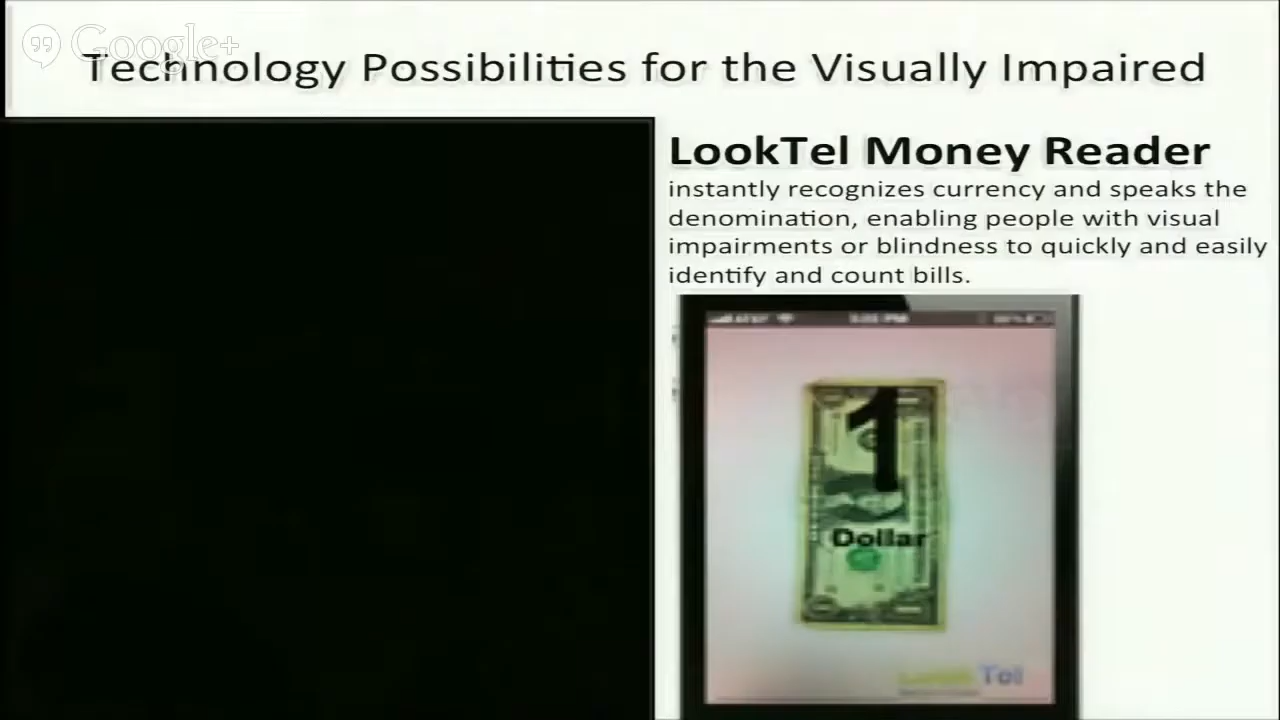 Google+
Technology Possibilities for the Visually Impaired
LookTel Money Reader
instantly recognizes currency and speaks the
denomination, enabling people with visual
impairments or blindness to quickly and easily
identify and count bills.
1
Dollar
LookTel